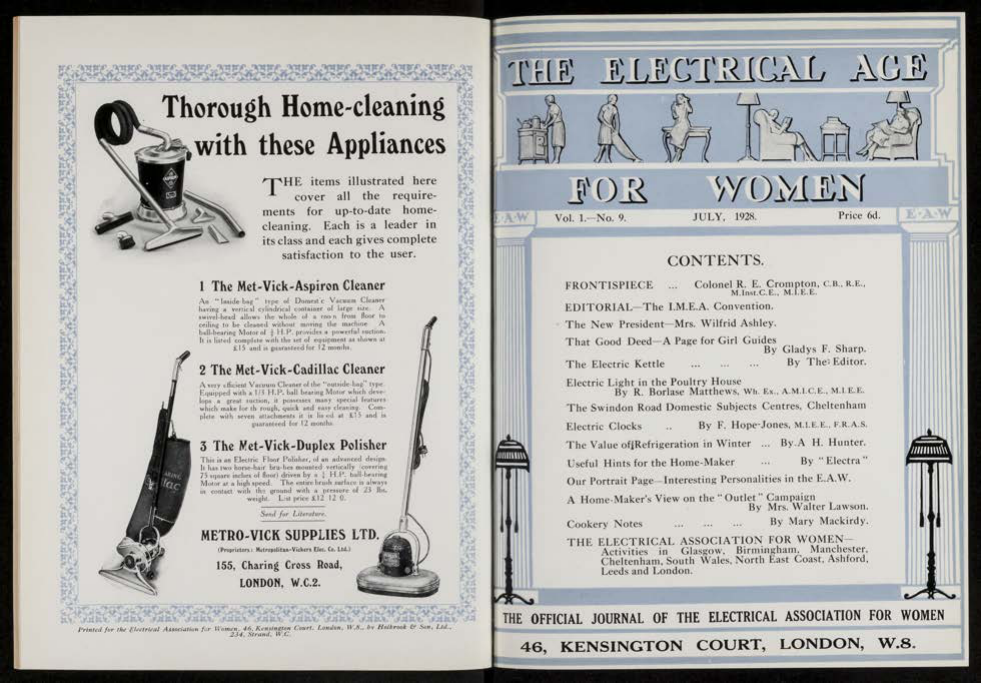 Thorough Home-cleaning
with these Appliances
THE items illustrated here
cover all the require-
ments for up-to-date home-
cleaning. Each is a leader in
its class and each gives complete
satisfaction to the user.
1 The Met-Vick-Aspiron Cleaner
An "Inside-bag" type of Domestic Vacuum Cleaner
having a vertical cylindrical container of large size. A
swivel-head allows the whole of a room from floor to
ceiling to be cleaned without moving the machine. A
ball-bearing Motor of H.P. provides a powerful suction.
It is listed complete with the set of equipment as shown at
£15 and is guaranteed for 12 months.
2 The Met-Vick-Cadillac Cleaner
A very efficient Vacuum Cleaner of the "outside-bag" type.
Equipped with a 1/8 H.P. ball bearing Motor which deve-
lops a great suction, it possesses many special features
which make for thorough, quick and easy cleaning. Com-
plete with seven attachments it is listed at £15 and is
guaranteed for 12 months.
3 The Met-Vick-Duplex Polisher
This is an Electric Floor Polisher, of an advanced design.
It has two horse-hair brushes mounted vertically (covering
75 square inches of floor) driven by a H.P. ball-bearing
Motor at a high speed. The entire brush surface is always
in contact with the ground with a pressure of 23 lbs.
weight. List price £12 12 0.
Send for Literature.
METRO-VICK SUPPLIES LTD.
(Proprietors: Metropolitan-Vickers Elec. Co. Ltd.)
155, Charing Cross Road,
LONDON, W.C.2.
Printed for the Electrical Association for Women, 46, Kensington Court, London, W.8., by Holbrook & Son, Ltd.,
234, Strand, W.C.
THE ELECTRICAL AGE
FOR WOMEN
E·A·W
Vol. 1.—No. 9. JULY, 1928. Price 6d.
E·A·W
CONTENTS.
FRONTISPIECE ... Colonel R. E. Crompton, C.B., R.E.,
M.Inst.C.E., M.I.E.E.
EDITORIAL—The I.M.E.A. Convention.
The New President—Mrs. Wilfrid Ashley.
That Good Deed—A Page for Girl Guides
By Gladys F. Sharp.
The Electric Kettle ... ... ... By The Editor.
Electric Light in the Poultry House
By R. Borlase Matthews, Wh. Ex., A.M.I.C.E., M.I.E.E.
The Swindon Road Domestic Subjects Centres, Cheltenham
Electric Clocks .. By F. Hope-Jones, M.I.E.E., F.R.A.S.
The Value of Refrigeration in Winter ... By A H. Hunter.
Useful Hints for the Home-Maker ... By "Electra"
Our Portrait Page—Interesting Personalities in the E.A.W.
A Home-Maker's View on the "Outlet" Campaign
By Mrs. Walter Lawson.
Cookery Notes ... ... ... By Mary Mackirdy.
THE ELECTRICAL ASSOCIATION FOR WOMEN—
Activities in Glasgow, Birmingham, Manchester,
Cheltenham, South Wales, North East Coast, Ashford,
Leeds and London.
THE OFFICIAL JOURNAL OF THE ELECTRICAL ASSOCIATION FOR WOMEN
46, KENSINGTON COURT, LONDON, W.8.